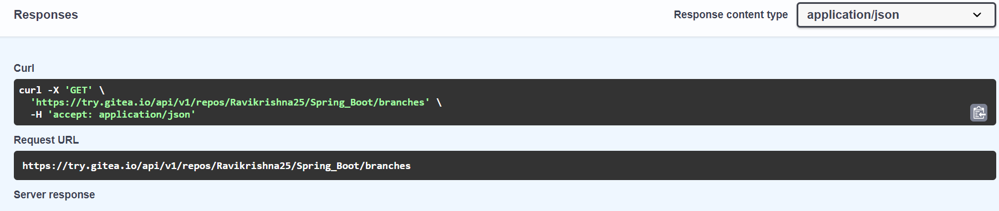 Responses
Response content type
application/json
Curl
curl -X 'GET' \
'https://try.gitea.io/api/v1/repos/Ravikrishna25/Spring_Boot/branches' \
-H 'accept: application/json'
Request URL
https://try.gitea.io/api/v1/repos/Ravikrishna25/Spring_Boot/branches
Server response